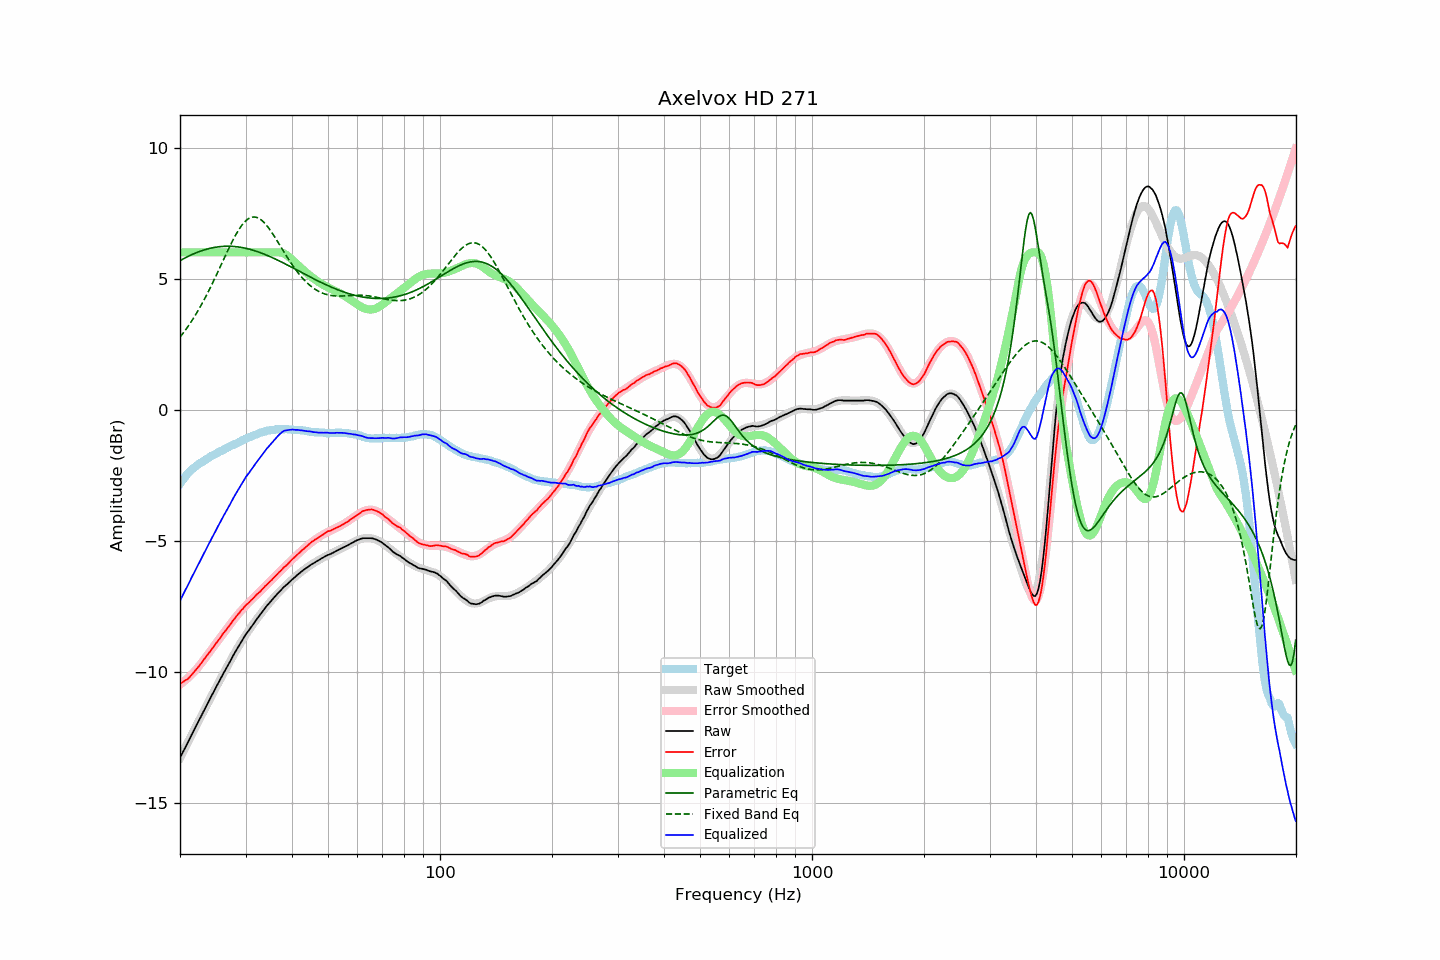 Axelvox HD 271
Amplitude (dBr)
10
5
0
−5
−10
−15
Target
Raw Smoothed
Error Smoothed
Raw
Error
Equalization
Parametric Eq
Fixed Band Eq
Equalized
100
1000
10000
Frequency (Hz)